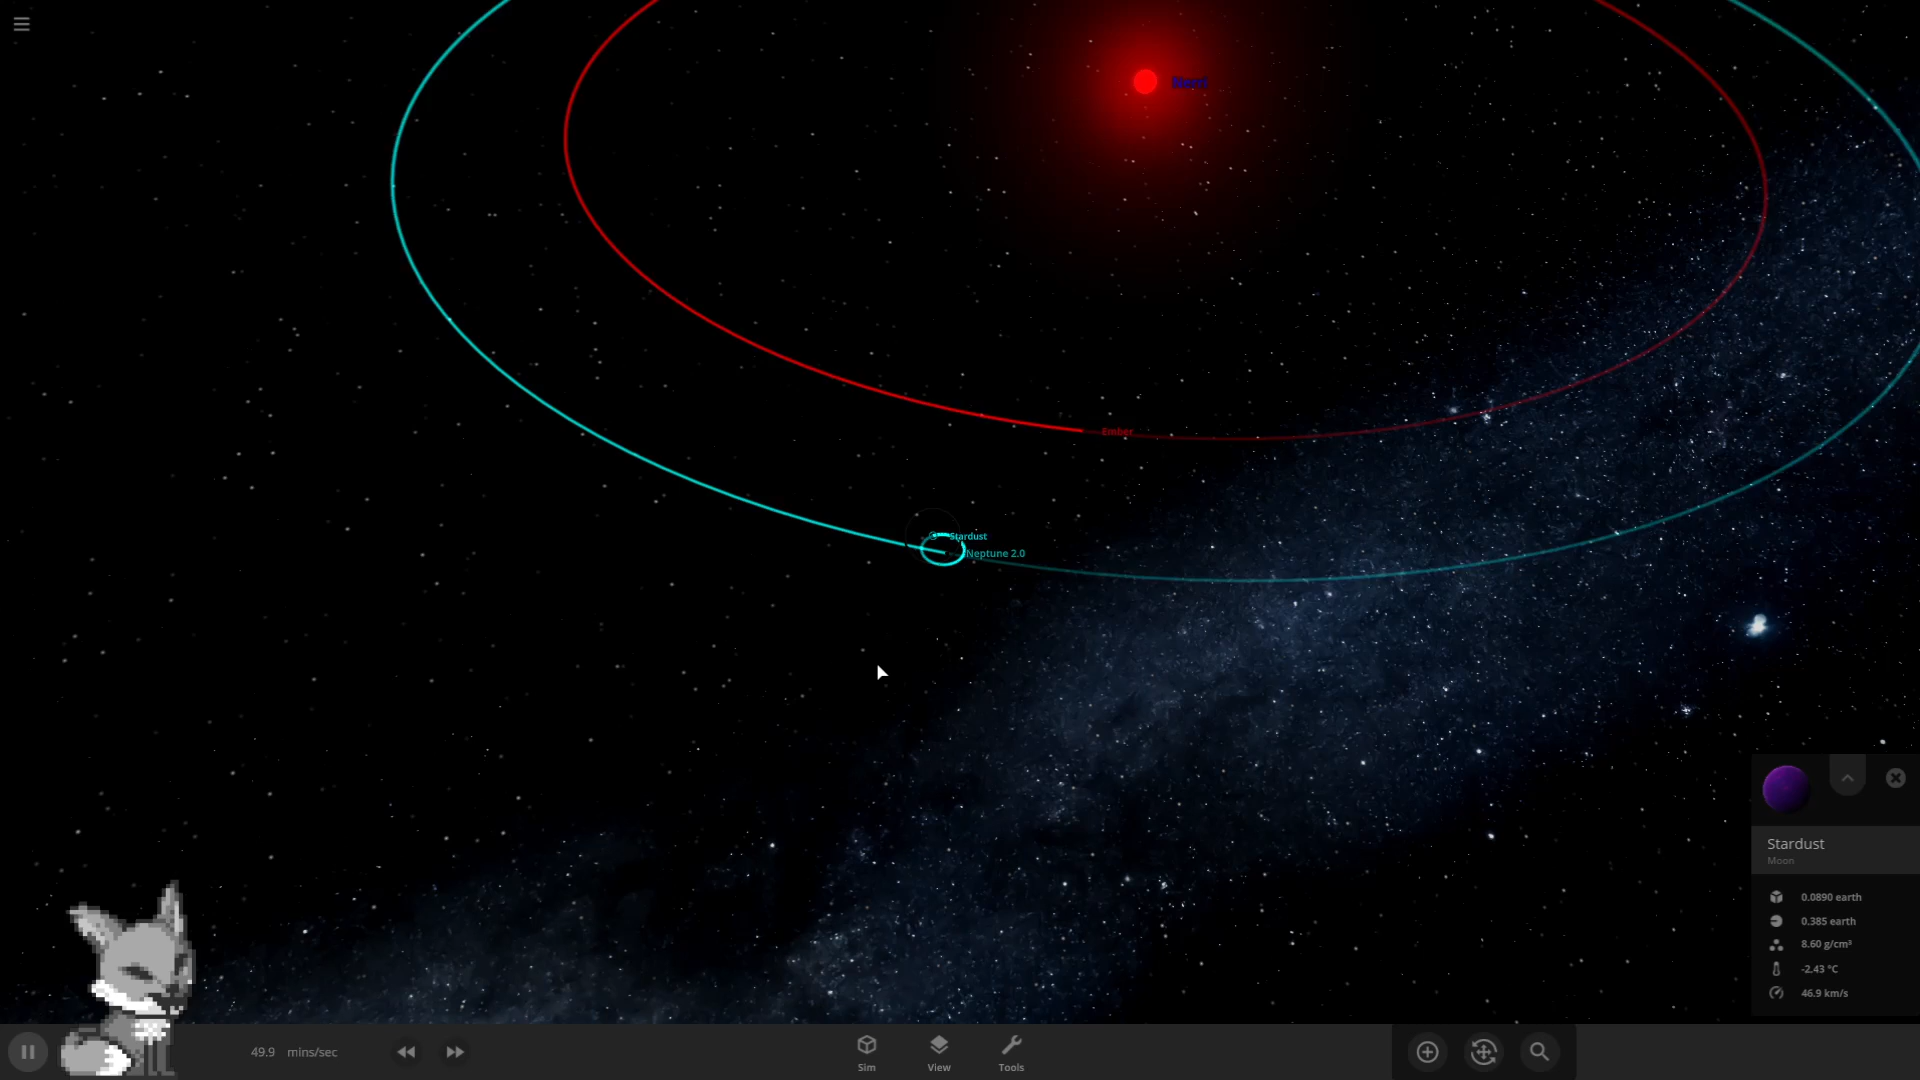 Ember
Stardust
Neptune 2.0
Stardust
Moon
0.0890 earth
0.385 earth
8.60 g/cm³
-2.43 °C
46.9 km/s
49.9 mins/sec
Sim
View
Tools